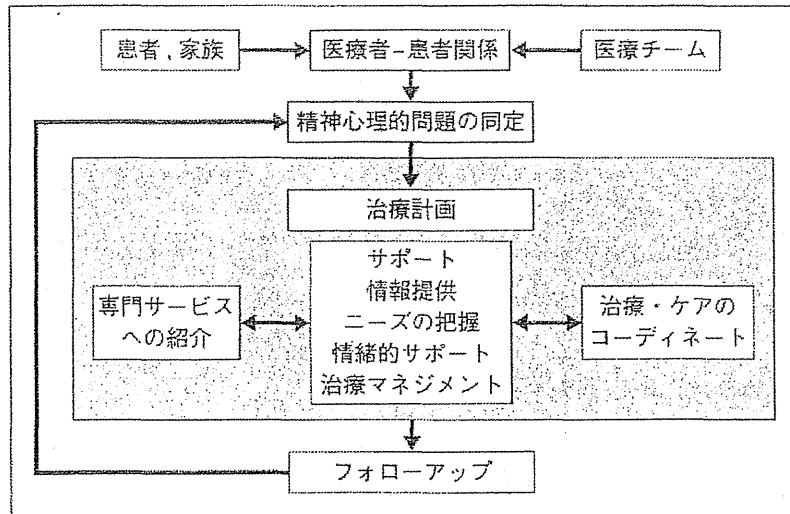 患者，家族
医療者－患者関係
医療チーム
精神心理的問題の同定
治療計画
サポート
情報提供
ニーズの把握
情緒的サポート
治療マネジメント
専門サービス
への紹介
治療・ケアの
コーディネート
フォローアップ